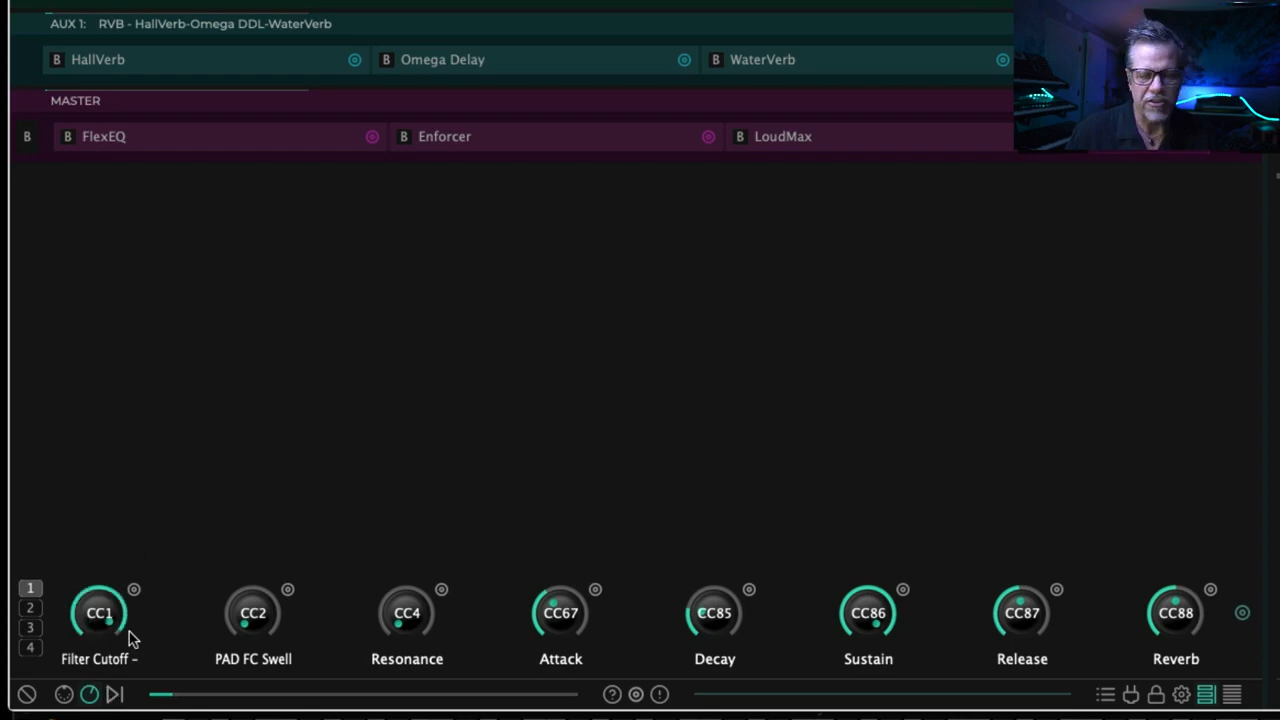 AUX 1: RVB - HallVerb-Omega DDL-WaterVerb
B HallVerb B Omega Delay B WaterVerb
MASTER
B B FlexEQ B Enforcer B LoudMax
1
2
3
4
CC1 CC2 CC4 CC67 CC85 CC86 CC87 CC88
Filter Cutoff – PAD FC Swell Resonance Attack Decay Sustain Release Reverb